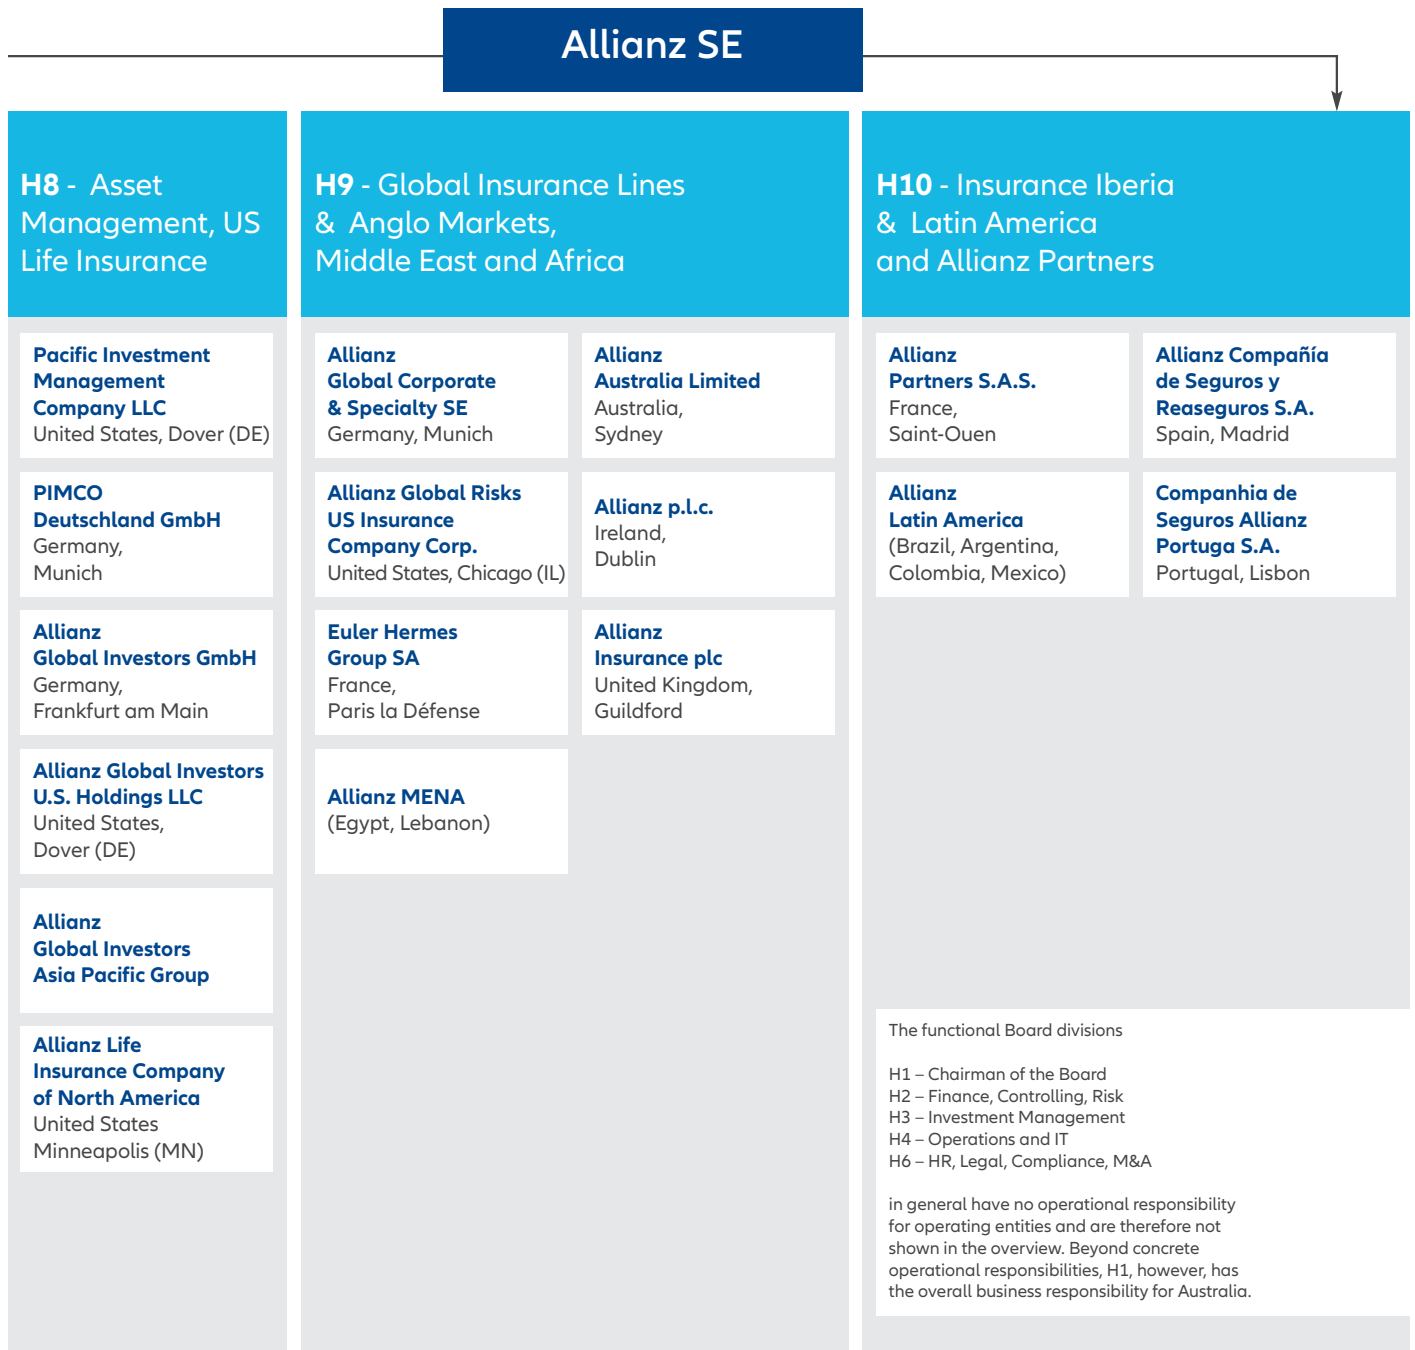 Allianz SE
H8 - Asset
Management, US
Life Insurance
Pacific Investment
Management
Company LLC
United States, Dover (DE)
PIMCO
Deutschland GmbH
Germany,
Munich
Allianz
Global Investors GmbH
Germany,
Frankfurt am Main
Allianz Global Investors
U.S. Holdings LLC
United States,
Dover (DE)
Allianz
Global Investors
Asia Pacific Group
Allianz Life
Insurance Company
of North America
United States
Minneapolis (MN)
H9 - Global Insurance Lines
& Anglo Markets,
Middle East and Africa
Allianz
Global Corporate
& Specialty SE
Germany, Munich
Allianz Global Risks
US Insurance
Company Corp.
United States, Chicago (IL)
Euler Hermes
Group SA
France,
Paris la Défense
Allianz MENA
(Egypt, Lebanon)
Allianz
Australia Limited
Australia,
Sydney
Allianz p.l.c.
Ireland,
Dublin
Allianz
Insurance plc
United Kingdom,
Guildford
H10 - Insurance Iberia
& Latin America
and Allianz Partners
Allianz
Partners S.A.S.
France,
Saint-Ouen
Allianz
Latin America
(Brazil, Argentina,
Colombia, Mexico)
Allianz Compañía
de Seguros y
Reaseguros S.A.
Spain, Madrid
Companhia de
Seguros Allianz
Portuga S.A.
Portugal, Lisbon
The functional Board divisions
H1 – Chairman of the Board
H2 – Finance, Controlling, Risk
H3 – Investment Management
H4 – Operations and IT
H6 – HR, Legal, Compliance, M&A
in general have no operational responsibility
for operating entities and are therefore not
shown in the overview. Beyond concrete
operational responsibilities, H1, however, has
the overall business responsibility for Australia.